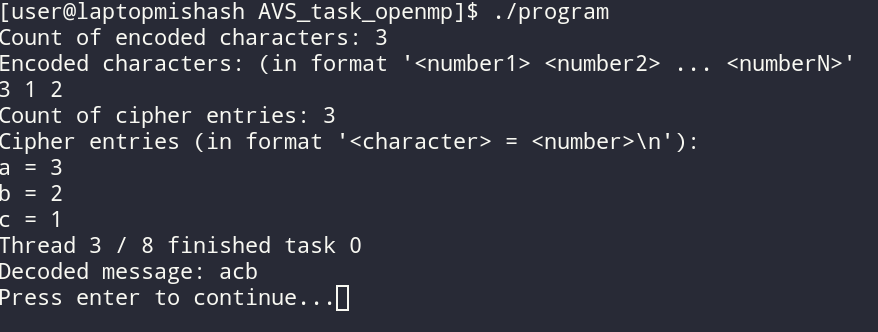 [user@laptopmishash AVS_task_openmp]$ ./program
Count of encoded characters: 3
Encoded characters: (in format '<number1> <number2> ... <numberN>'
3 1 2
Count of cipher entries: 3
Cipher entries (in format '<character> = <number>\n'):
a = 3
b = 2
c = 1
Thread 3 / 8 finished task 0
Decoded message: acb
Press enter to continue...